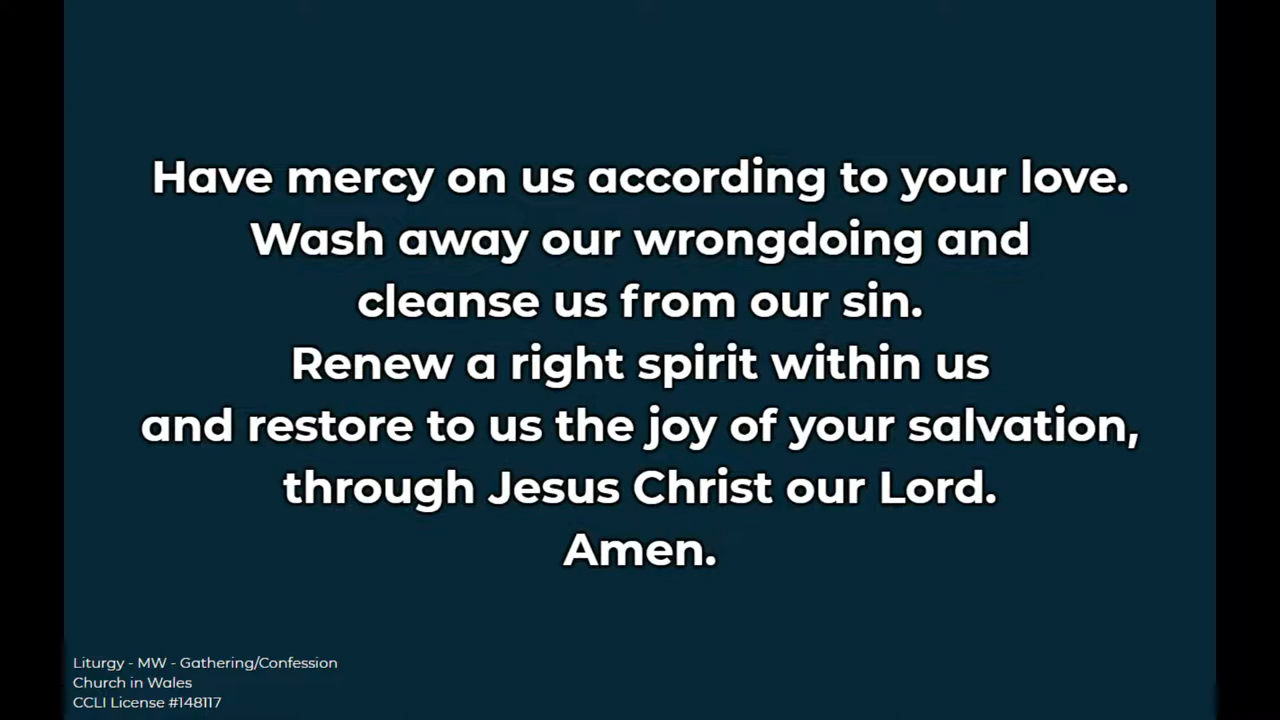 Have mercy on us according to your love.
Wash away our wrongdoing and
cleanse us from our sin.
Renew a right spirit within us
and restore to us the joy of your salvation,
through Jesus Christ our Lord.
Amen.
Liturgy - MW - Gathering/Confession
Church in Wales
CCLI License #148117